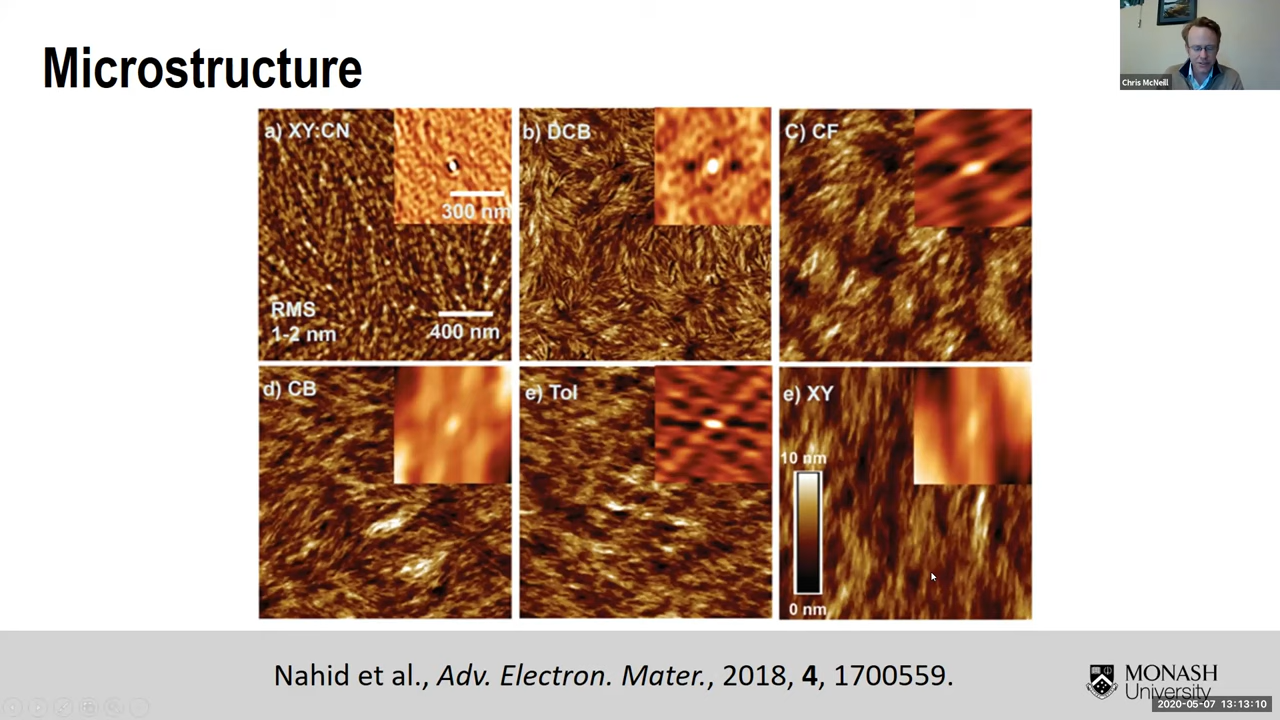 Microstructure
Chris McNeill
a) XY:CN
300 nm
RMS
1-2 nm
400 nm
b) DCB
C) CF
d) CB
e) Tol
e) XY
10 nm
0 nm
Nahid et al., Adv. Electron. Mater., 2018, 4, 1700559.
MONASH
University
2020-05-07 13:13:10